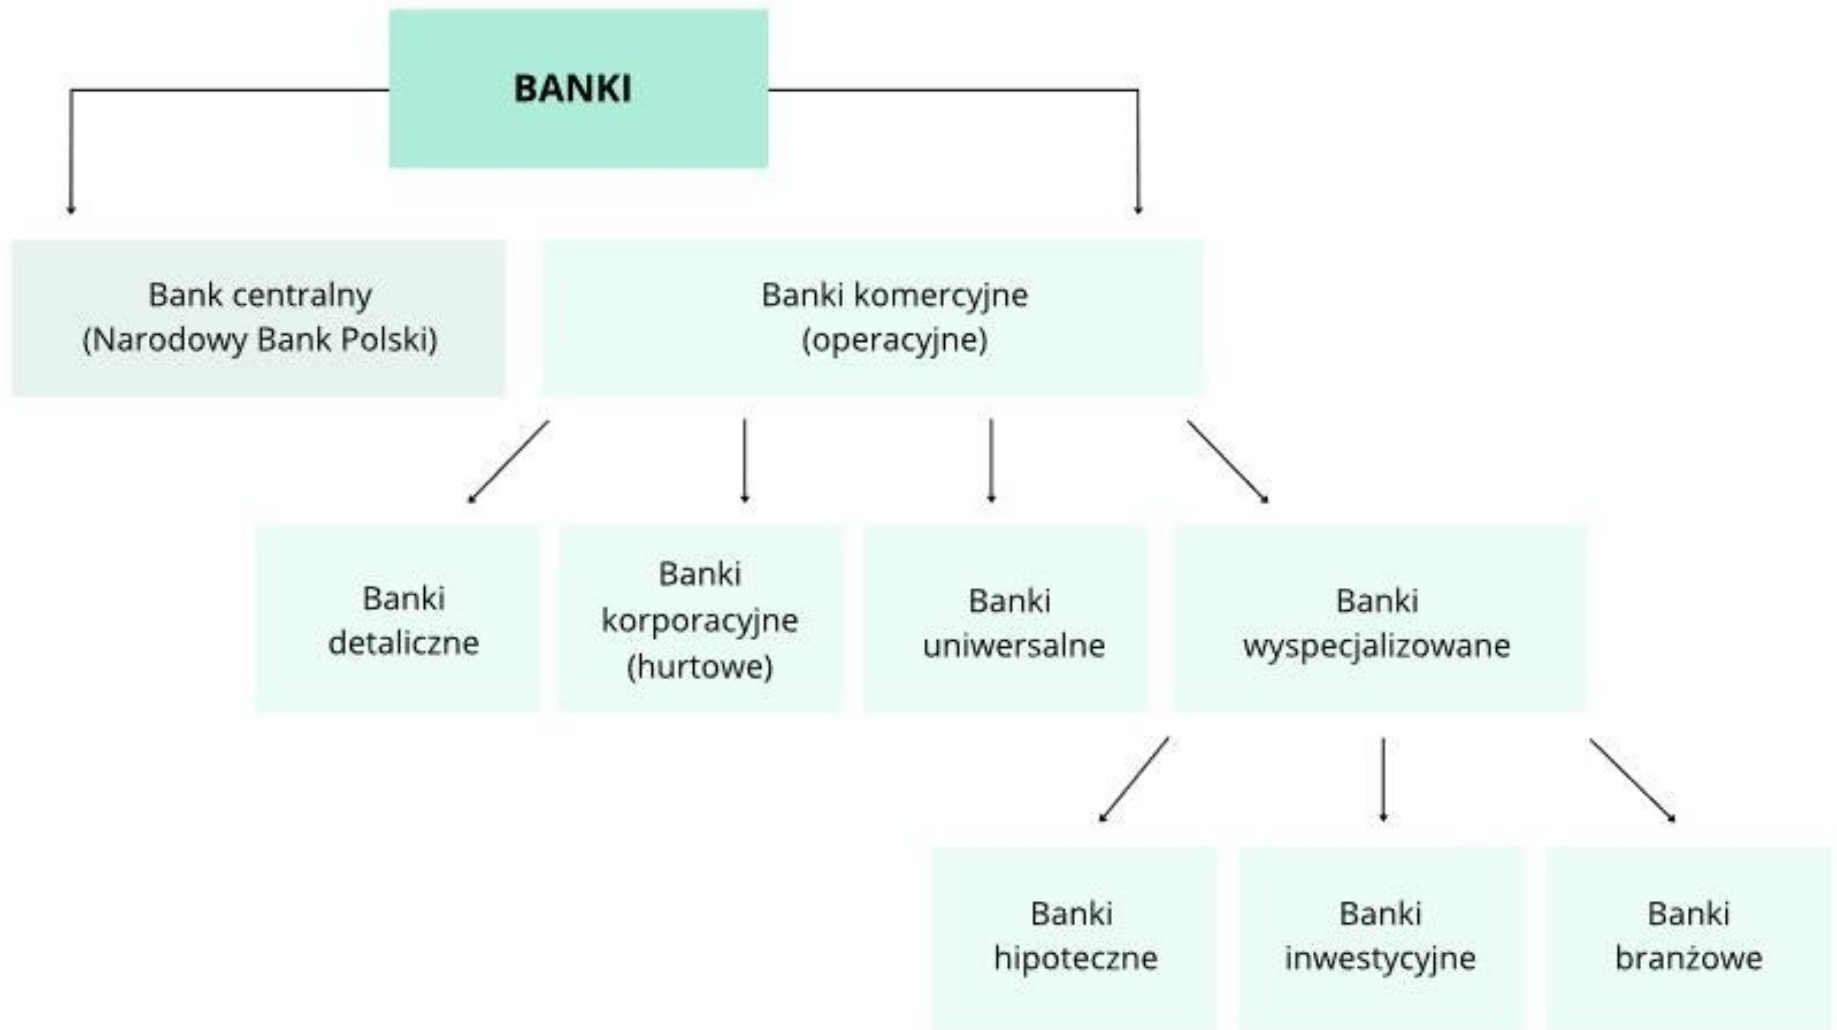 BANKI
Bank centralny
(Narodowy Bank Polski)
Banki komercyjne
(operacyjne)
Banki
detaliczne
Banki
korporacyjne
(hurtowe)
Banki
uniwersalne
Banki
wyspecjalizowane
Banki
hipoteczne
Banki
inwestycyjne
Banki
branżowe